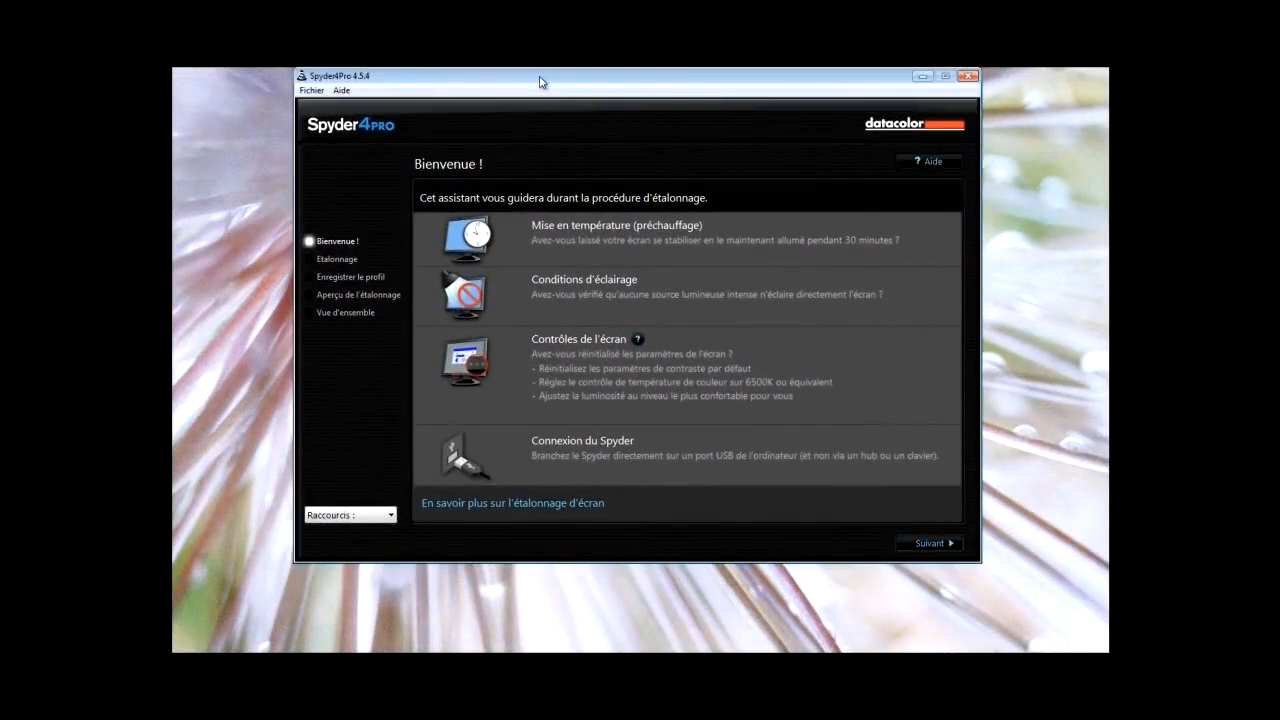 Spyder4Pro 4.5.4
Fichier Aide
Spyder4PRO
datacolor
Bienvenue !
? Aide
Cet assistant vous guidera durant la procédure d'étalonnage.
Mise en température (préchauffage)
Avez-vous laissé votre écran se stabiliser en le maintenant allumé pendant 30 minutes ?
Bienvenue !
Etalonnage
Enregistrer le profil
Aperçu de l'étalonnage
Vue d'ensemble
Conditions d'éclairage
Avez-vous vérifié qu'aucune source lumineuse intense n'éclaire directement l'écran ?
Contrôles de l'écran ?
Avez-vous réinitialisé les paramètres de l'écran ?
- Réinitialisez les paramètres de contraste par défaut
- Réglez le contrôle de température de couleur sur 6500K ou équivalent
- Ajustez la luminosité au niveau le plus confortable pour vous
Connexion du Spyder
Branchez le Spyder directement sur un port USB de l'ordinateur (et non via un hub ou un clavier).
En savoir plus sur l'étalonnage d'écran
Raccourcis :
Suivant